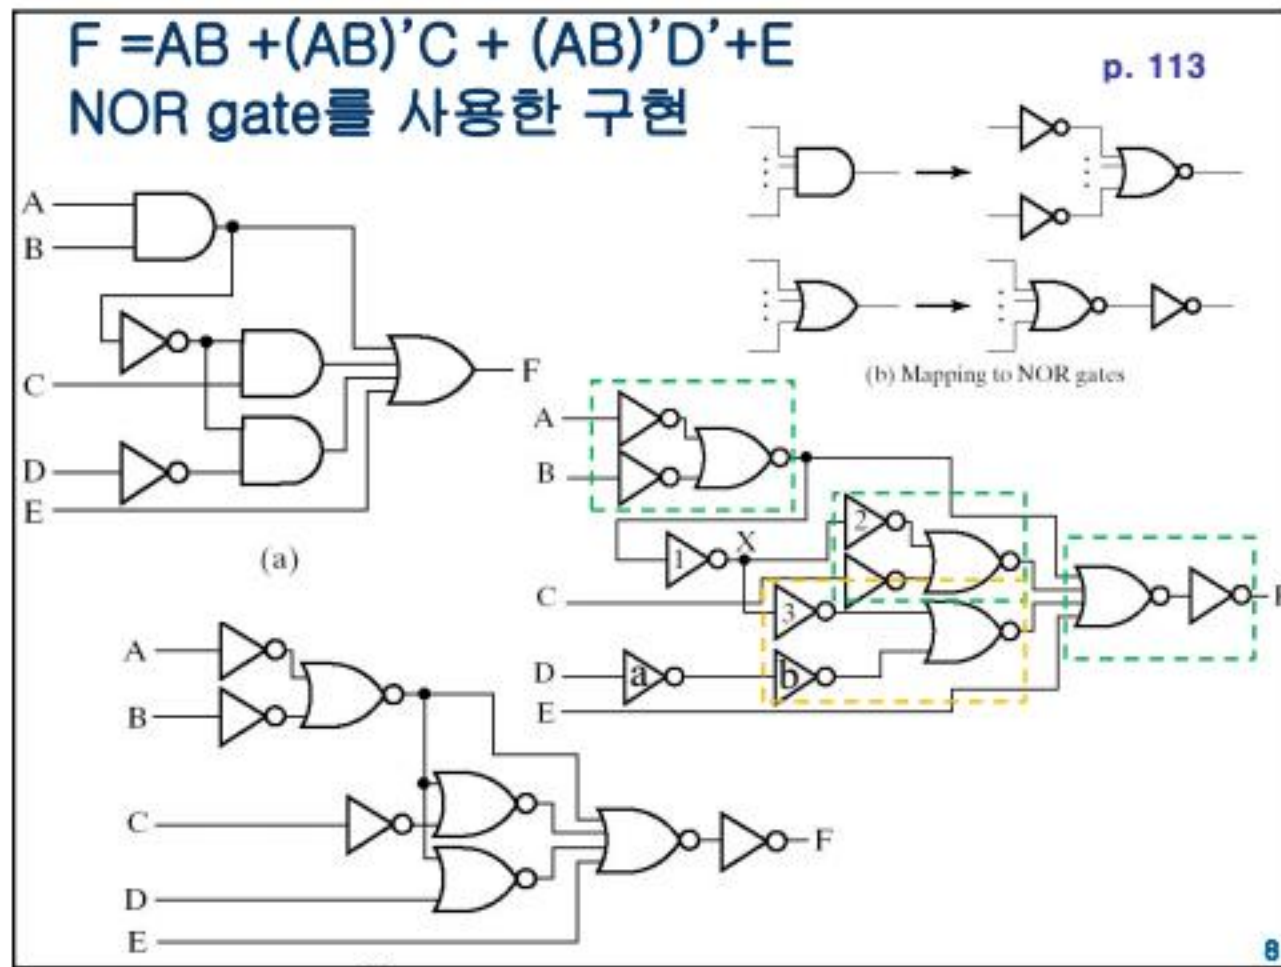 F =AB +(AB)’C + (AB)’D’+E
p. 113
NOR gate를 사용한 구현
A
B
C
D
E
F
(a)
(b) Mapping to NOR gates
A
B
1
X
2
C
3
D
a
b
E
A
B
C
D
E
F
8